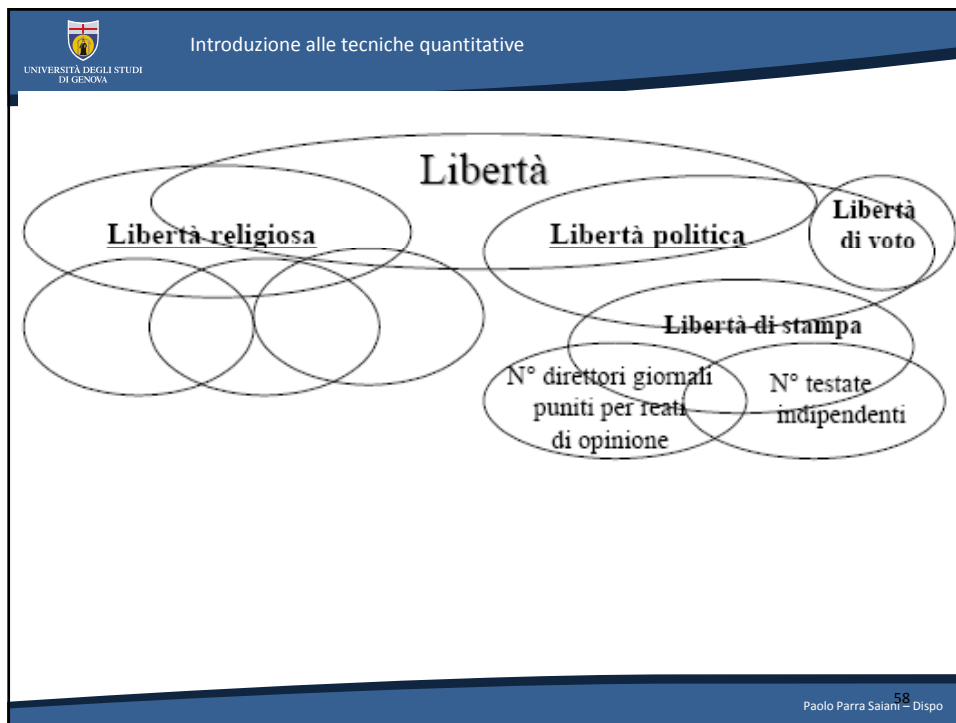 Introduzione alle tecniche quantitative
UNIVERSITÀ DEGLI STUDI
DI GENOVA
Libertà
Libertà religiosa
Libertà politica
Libertà
di voto
Libertà di stampa
N° direttori giornali
puniti per reati
di opinione
N° testate
indipendenti
58
Paolo Parra Saiani – Dispo